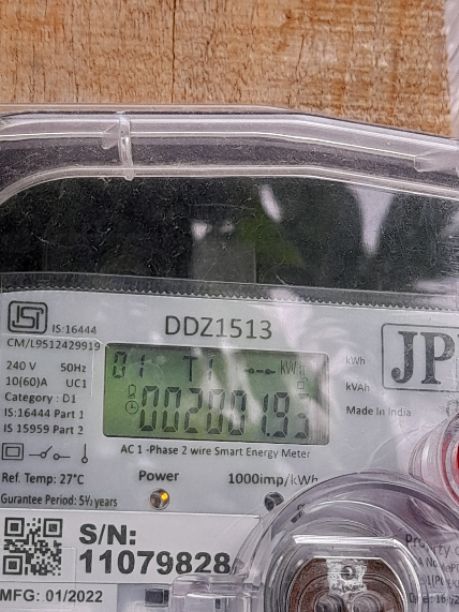 IS:16444
CM/L9512429919
DDZ1513
240 V 50Hz
10(60)A UC1
Category : D1
IS:16444 Part 1
IS 15959 Part 2
01 T1 kWh
kWh
kVAh
JP
Made In India
AC 1 -Phase 2 wire Smart Energy Meter
Ref. Temp: 27°C
Power
1000imp/kWh
Gurantee Period: 5½ years
S/N:
11079828
MFG: 01/2022